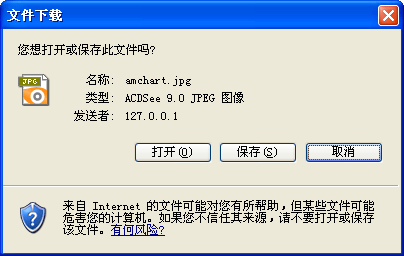 文件下载
您想打开或保存此文件吗?
JPG
名称: amchart.jpg
类型: ACDSee 9.0 JPEG 图像
发送者: 127.0.0.1
打开(O) 保存(S) 取消
来自 Internet 的文件可能对您有所帮助,但某些文件可能
危害您的计算机。如果您不信任其来源,请不要打开或保存
该文件。有何风险?